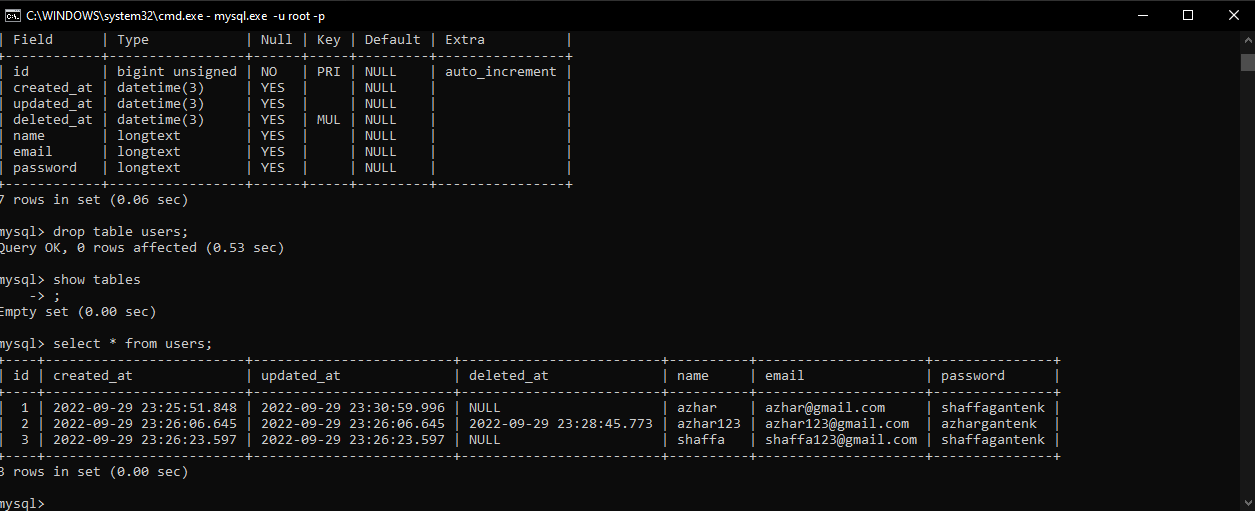 C:\WINDOWS\system32\cmd.exe - mysql.exe  -u root -p
| Field      | Type            | Null | Key | Default | Extra          |
+------------+-----------------+------+-----+---------+----------------+
| id         | bigint unsigned | NO   | PRI | NULL    | auto_increment |
| created_at | datetime(3)     | YES  |     | NULL    |                |
| updated_at | datetime(3)     | YES  |     | NULL    |                |
| deleted_at | datetime(3)     | YES  | MUL | NULL    |                |
| name       | longtext        | YES  |     | NULL    |                |
| email      | longtext        | YES  |     | NULL    |                |
| password   | longtext        | YES  |     | NULL    |                |
+------------+-----------------+------+-----+---------+----------------+
7 rows in set (0.06 sec)

mysql> drop table users;
Query OK, 0 rows affected (0.53 sec)

mysql> show tables
    -> ;
Empty set (0.00 sec)

mysql> select * from users;
+----+-------------------------+-------------------------+-------------------------+----------+---------------------+---------------+
| id | created_at              | updated_at              | deleted_at              | name     | email               | password      |
+----+-------------------------+-------------------------+-------------------------+----------+---------------------+---------------+
|  1 | 2022-09-29 23:25:51.848 | 2022-09-29 23:30:59.996 | NULL                    | azhar    | azhar@gmail.com     | shaffagantenk |
|  2 | 2022-09-29 23:26:06.645 | 2022-09-29 23:26:06.645 | 2022-09-29 23:28:45.773 | azhar123 | azhar123@gmail.com  | azhargantenk  |
|  3 | 2022-09-29 23:26:23.597 | 2022-09-29 23:26:23.597 | NULL                    | shaffa   | shaffa123@gmail.com | shaffagantenk |
+----+-------------------------+-------------------------+-------------------------+----------+---------------------+---------------+
3 rows in set (0.00 sec)

mysql>